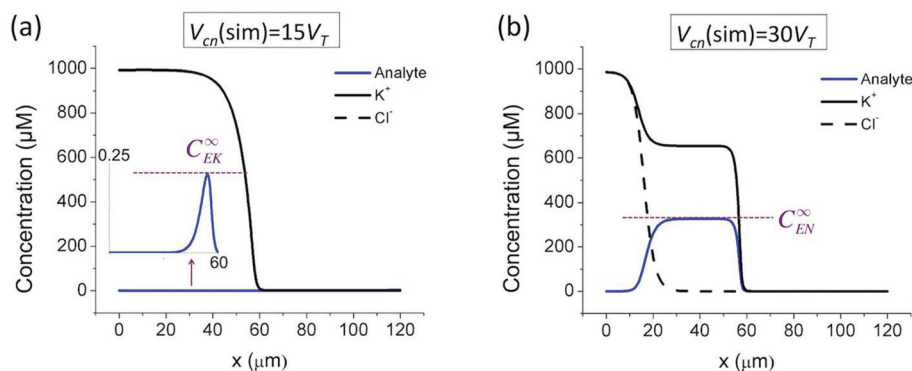 (a)
V_cn(sim)=15V_T
Concentration (μM)
1000
800
600
400
200
0
Analyte
K⁺
Cl⁻
0.25
C_EK^∞
60
0 20 40 60 80 100 120
x (μm)
(b)
V_cn(sim)=30V_T
Concentration (μM)
1000
800
600
400
200
0
Analyte
K⁺
Cl⁻
C_EN^∞
0 20 40 60 80 100 120
x (μm)